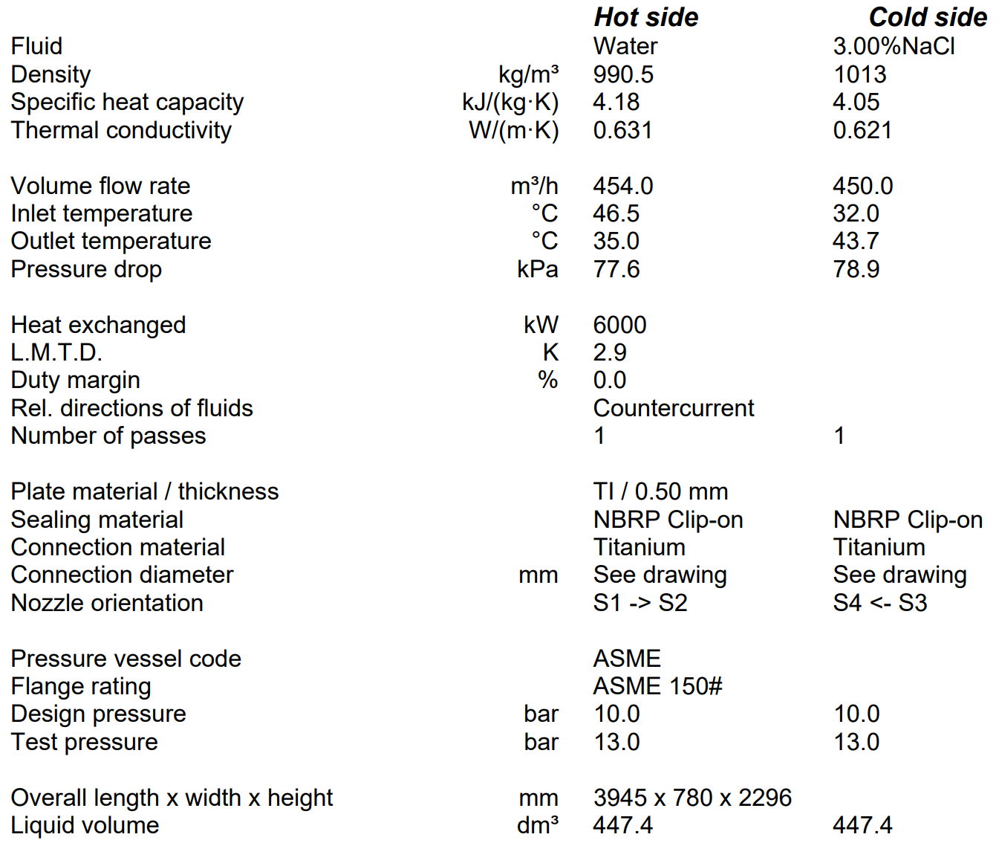 Hot side Cold side
Fluid Water 3.00%NaCl
Density kg/m³ 990.5 1013
Specific heat capacity kJ/(kg·K) 4.18 4.05
Thermal conductivity W/(m·K) 0.631 0.621
Volume flow rate m³/h 454.0 450.0
Inlet temperature °C 46.5 32.0
Outlet temperature °C 35.0 43.7
Pressure drop kPa 77.6 78.9
Heat exchanged kW 6000
L.M.T.D. K 2.9
Duty margin % 0.0
Rel. directions of fluids Countercurrent
Number of passes 1 1
Plate material / thickness TI / 0.50 mm
Sealing material NBRP Clip-on NBRP Clip-on
Connection material Titanium Titanium
Connection diameter mm See drawing See drawing
Nozzle orientation S1 -> S2 S4 <- S3
Pressure vessel code ASME
Flange rating ASME 150#
Design pressure bar 10.0 10.0
Test pressure bar 13.0 13.0
Overall length x width x height mm 3945 x 780 x 2296
Liquid volume dm³ 447.4 447.4